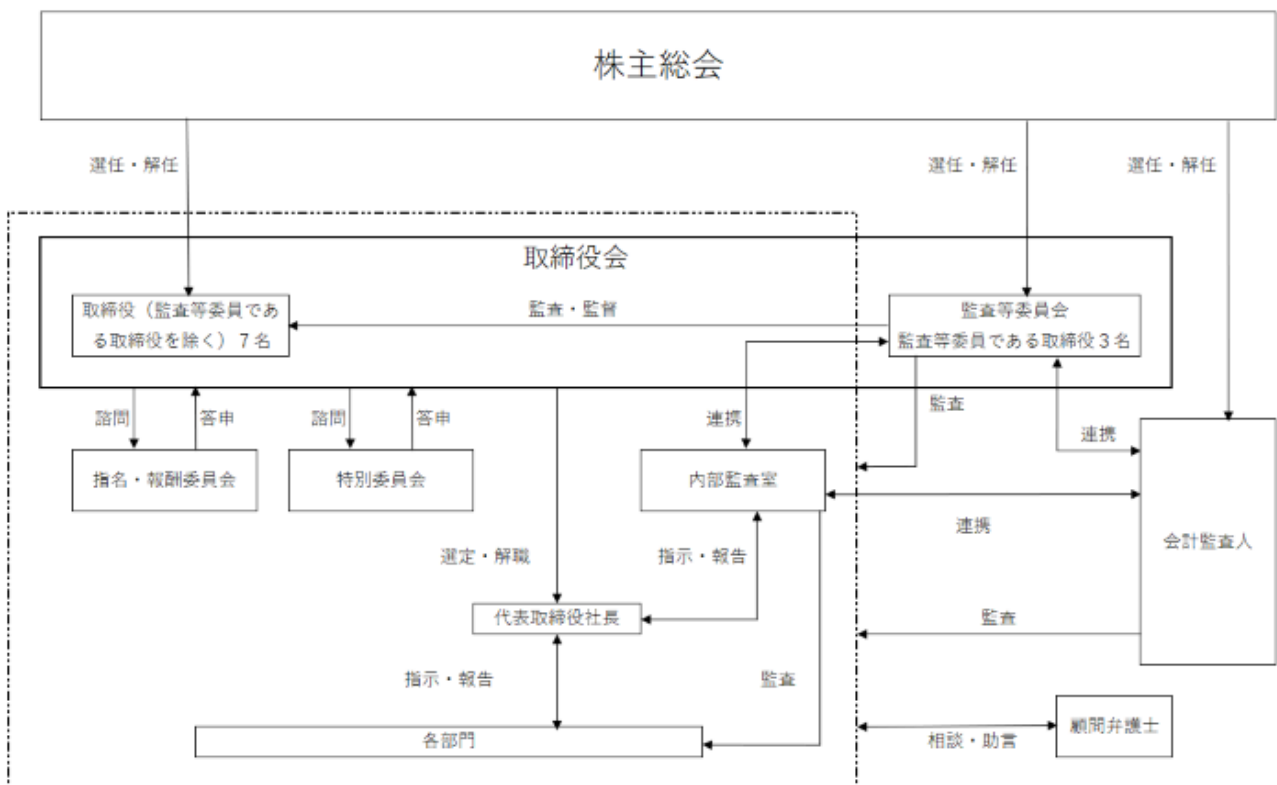 株主総会
選任・解任
選任・解任
選任・解任
取締役会
取締役（監査等委員であ
る取締役を除く）７名
監査・監督
監査等委員会
監査等委員である取締役３名
諮問
答申
諮問
答申
連携
監査
連携
指名・報酬委員会
特別委員会
内部監査室
連携
会計監査人
選定・解職
指示・報告
代表取締役社長
監査
指示・報告
監査
各部門
相談・助言
顧問弁護士